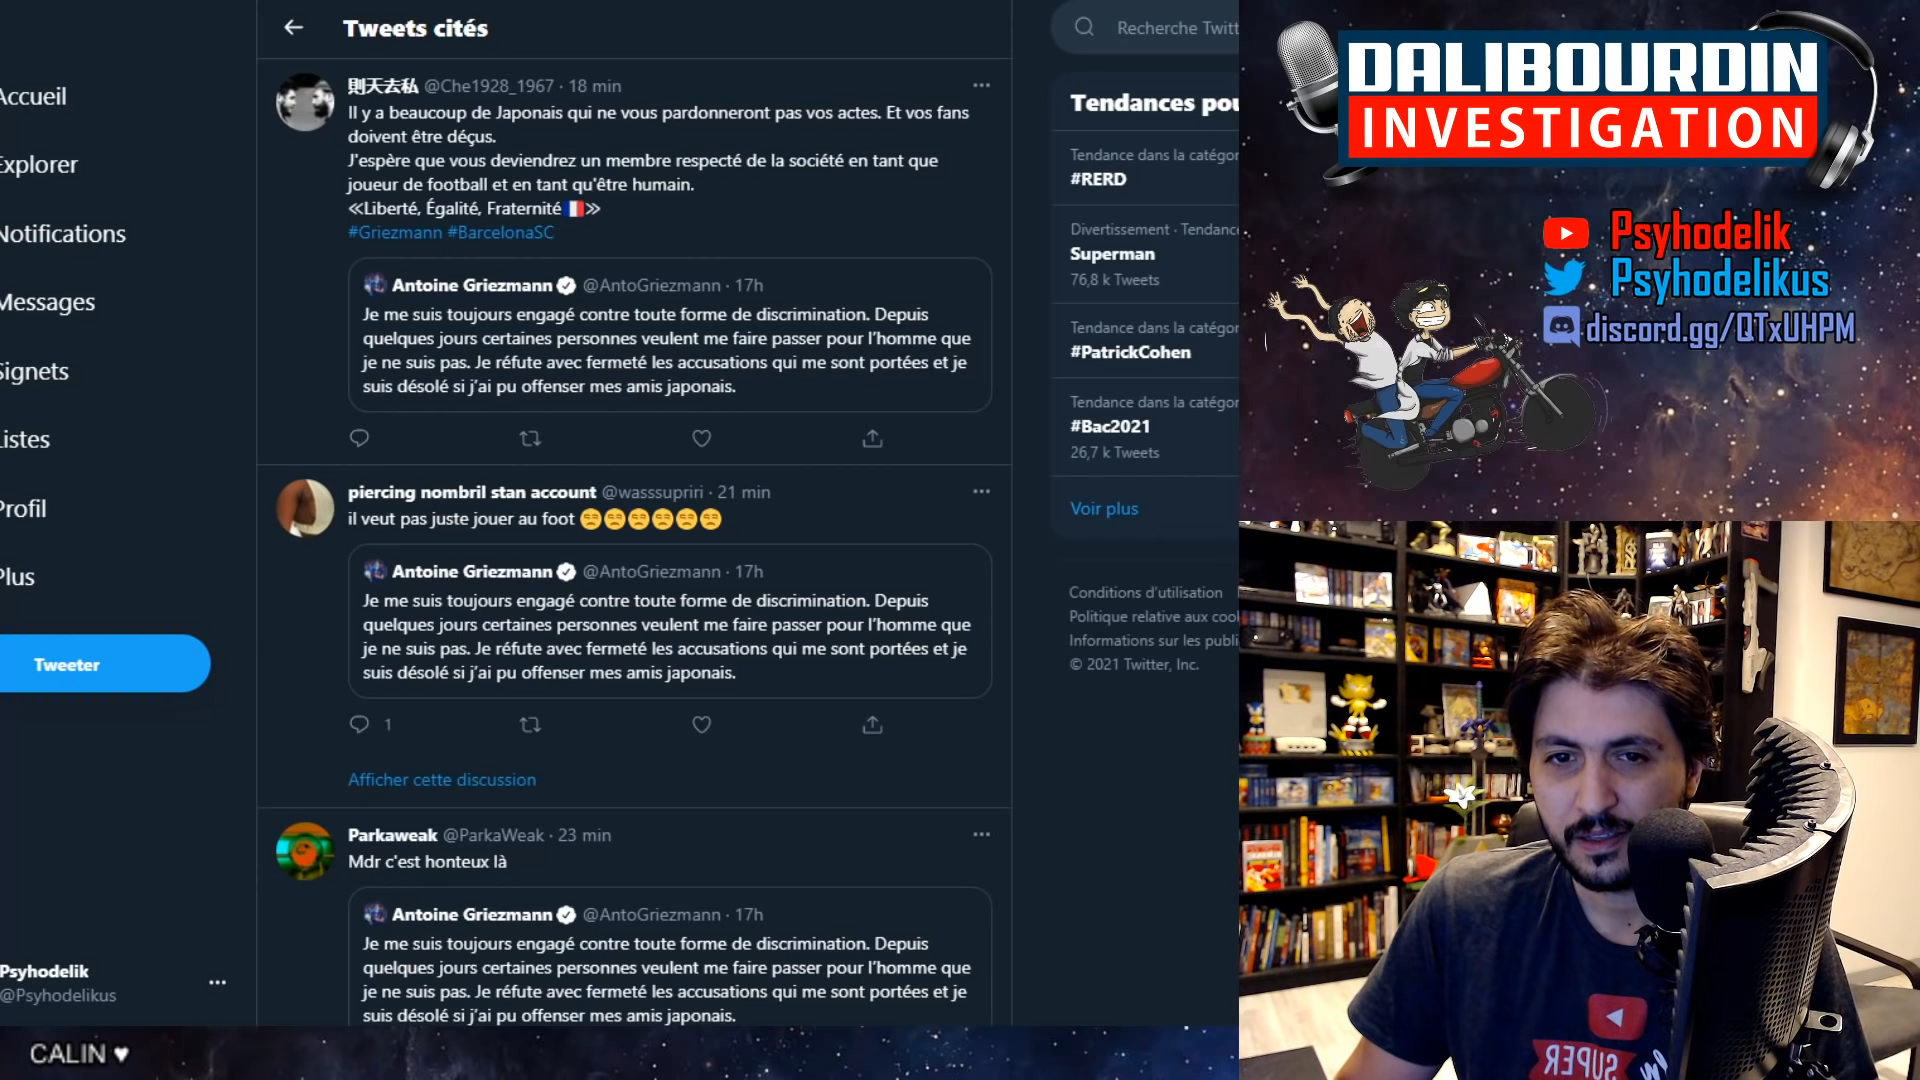 Accueil
Explorer
Notifications
Messages
Signets
Listes
Profil
Plus
Tweeter
Psyhodelik
@Psyhodelikus
CALIN ♥
Tweets cités
則天去私 @Che1928_1967 · 18 min
Il y a beaucoup de Japonais qui ne vous pardonneront pas vos actes. Et vos fans
doivent être déçus.
J'espère que vous deviendrez un membre respecté de la société en tant que
joueur de football et en tant qu'être humain.
≪Liberté, Égalité, Fraternité🇫🇷≫
#Griezmann #BarcelonaSC
Antoine Griezmann @AntoGriezmann · 17h
Je me suis toujours engagé contre toute forme de discrimination. Depuis
quelques jours certaines personnes veulent me faire passer pour l'homme que
je ne suis pas. Je réfute avec fermeté les accusations qui me sont portées et je
suis désolé si j'ai pu offenser mes amis japonais.
piercing nombril stan account @wasssupriri · 21 min
il veut pas juste jouer au foot 😒😒😒😒😒😒
Antoine Griezmann @AntoGriezmann · 17h
Je me suis toujours engagé contre toute forme de discrimination. Depuis
quelques jours certaines personnes veulent me faire passer pour l'homme que
je ne suis pas. Je réfute avec fermeté les accusations qui me sont portées et je
suis désolé si j'ai pu offenser mes amis japonais.
1
Afficher cette discussion
Parkaweak @ParkaWeak · 23 min
Mdr c'est honteux là
Antoine Griezmann @AntoGriezmann · 17h
Je me suis toujours engagé contre toute forme de discrimination. Depuis
quelques jours certaines personnes veulent me faire passer pour l'homme que
je ne suis pas. Je réfute avec fermeté les accusations qui me sont portées et je
suis désolé si j'ai pu offenser mes amis japonais.
Recherche Twitt
Tendances pou
Tendance dans la catégor
#RERD
Divertissement · Tendance
Superman
76,8 k Tweets
Tendance dans la catégor
#PatrickCohen
Tendance dans la catégor
#Bac2021
26,7 k Tweets
Voir plus
Conditions d'utilisation
Politique relative aux cool
Informations sur les publi
© 2021 Twitter, Inc.
DALIBOURDIN
INVESTIGATION
Psyhodelik
Psyhodelikus
discord.gg/QTxUHPM
SUPER